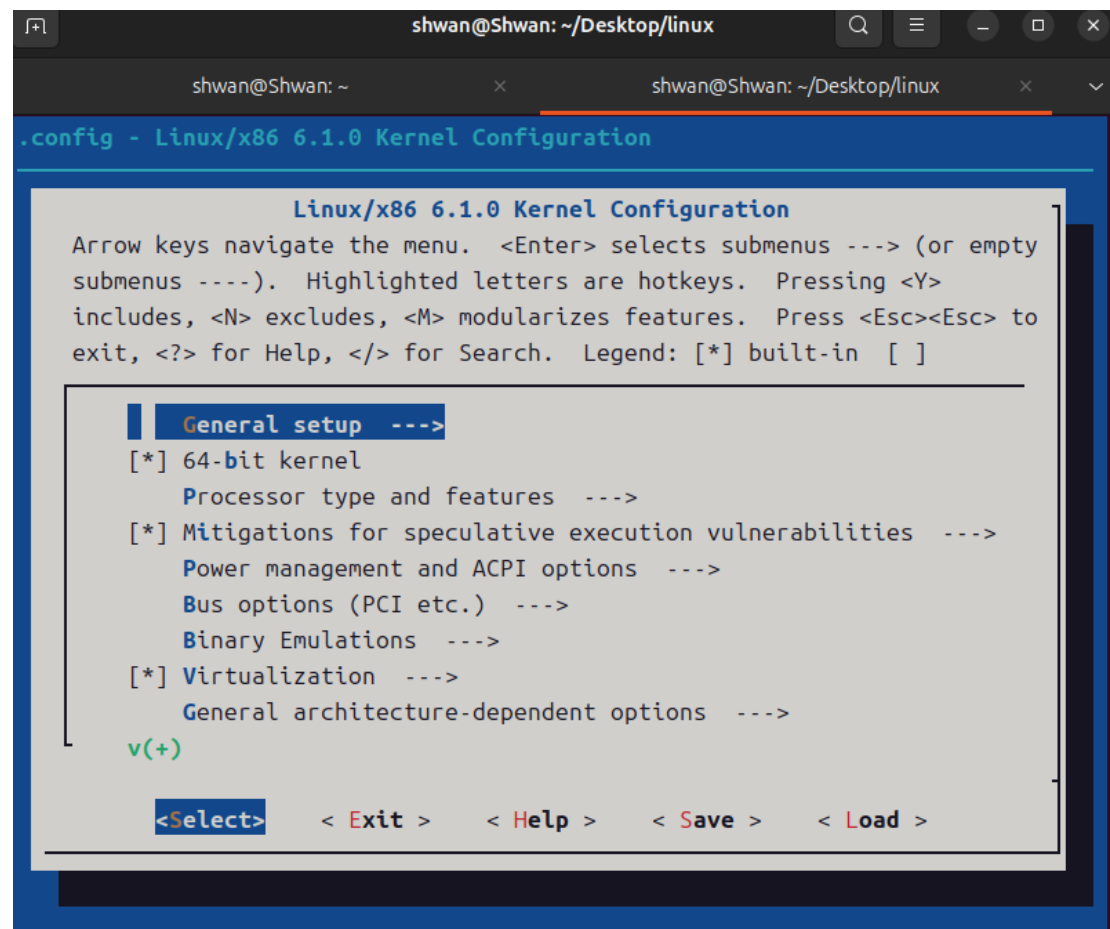 shwan@Shwan: ~/Desktop/linux
shwan@Shwan: ~ × shwan@Shwan: ~/Desktop/linux ×
.config - Linux/x86 6.1.0 Kernel Configuration
Linux/x86 6.1.0 Kernel Configuration
Arrow keys navigate the menu.  <Enter> selects submenus ---> (or empty
submenus ----).  Highlighted letters are hotkeys.  Pressing <Y>
includes, <N> excludes, <M> modularizes features.  Press <Esc><Esc> to
exit, <?> for Help, </> for Search.  Legend: [*] built-in  [ ]
General setup  --->
[*] 64-bit kernel
Processor type and features  --->
[*] Mitigations for speculative execution vulnerabilities  --->
Power management and ACPI options  --->
Bus options (PCI etc.)  --->
Binary Emulations  --->
[*] Virtualization  --->
General architecture-dependent options  --->
v(+)
<Select>    < Exit >    < Help >    < Save >    < Load >